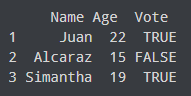 Name Age Vote
1 Juan 22 TRUE
2 Alcaraz 15 FALSE
3 Simantha 19 TRUE